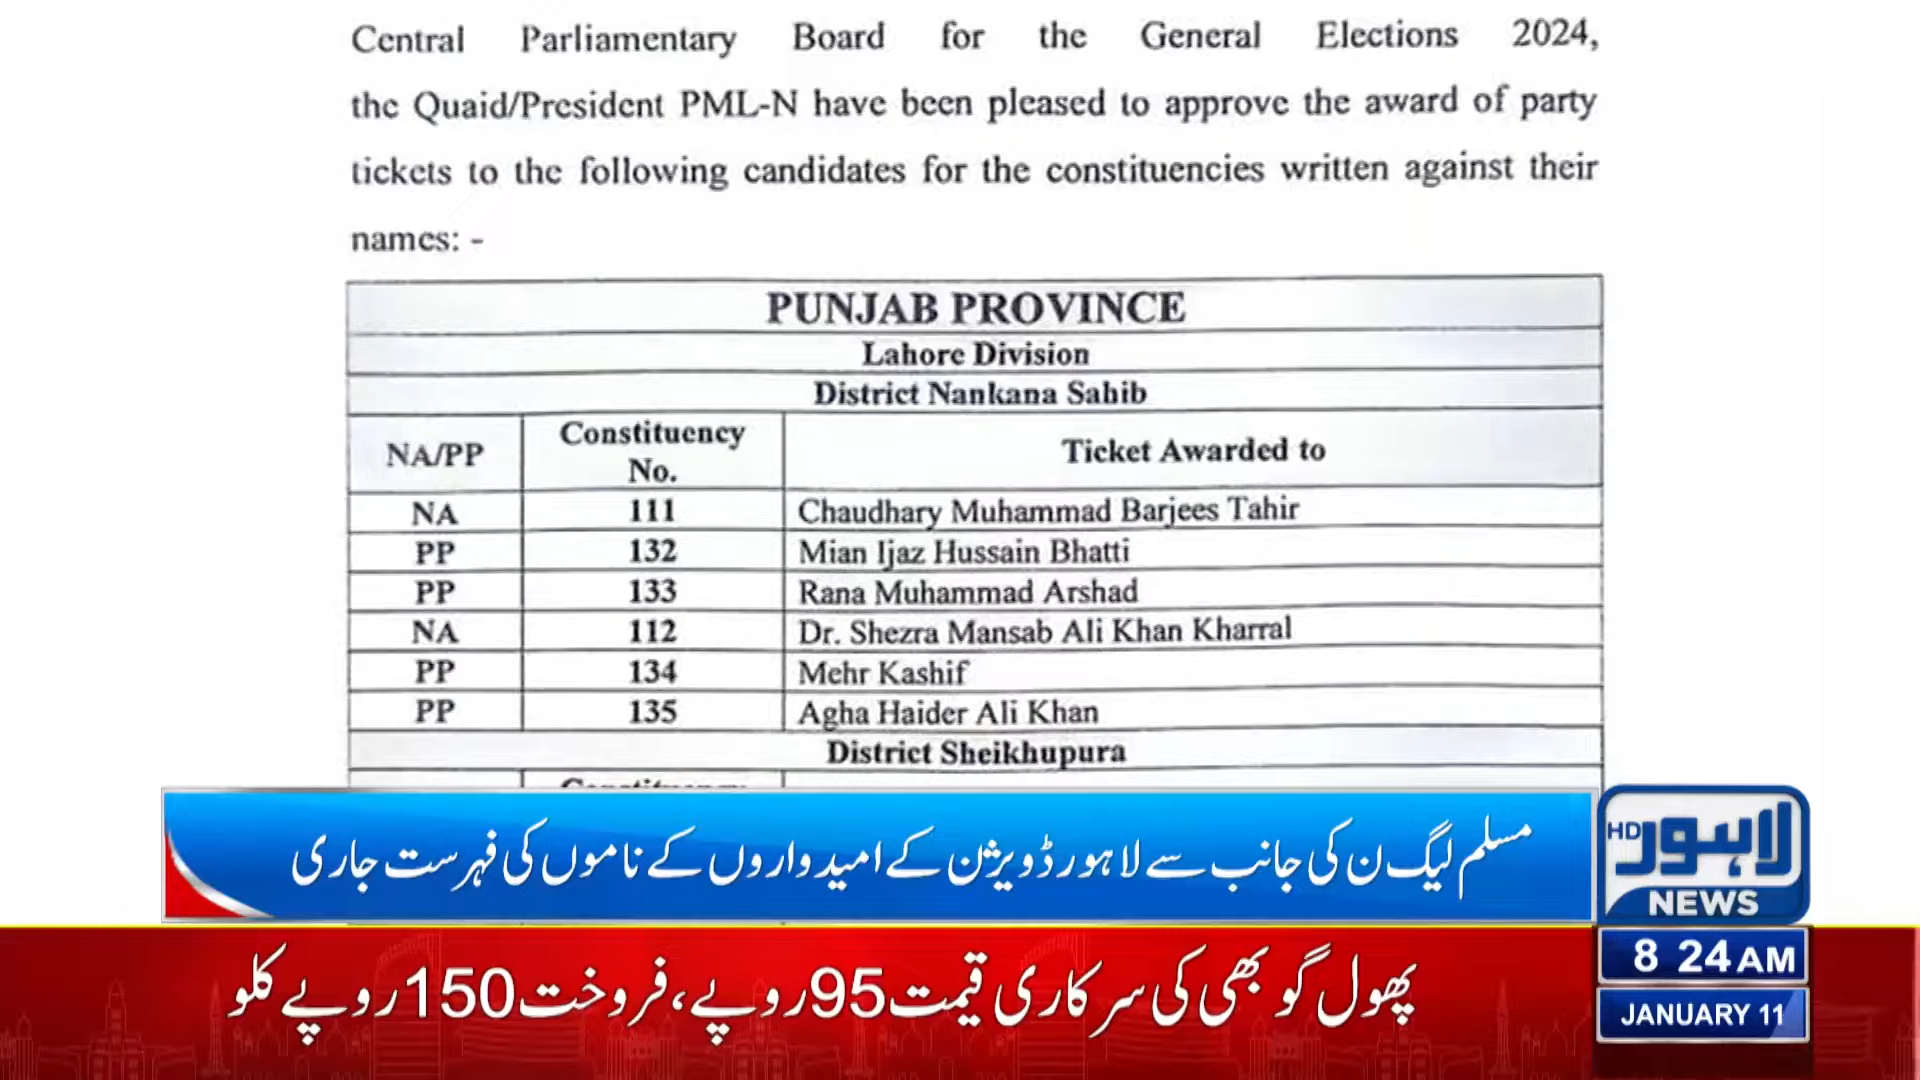 Central Parliamentary Board for the General Elections 2024,
the Quaid/President PML-N have been pleased to approve the award of party
tickets to the following candidates for the constituencies written against their
names: -
PUNJAB PROVINCE
Lahore Division
District Nankana Sahib
NA/PP Constituency No. Ticket Awarded to
NA 111 Chaudhary Muhammad Barjees Tahir
PP 132 Mian Ijaz Hussain Bhatti
PP 133 Rana Muhammad Arshad
NA 112 Dr. Shezra Mansab Ali Khan Kharral
PP 134 Mehr Kashif
PP 135 Agha Haider Ali Khan
District Sheikhupura
مسلم لیگ ن کی جانب سے لاہور ڈویژن کے امیدواروں کے ناموں کی فہرست جاری
لاہور HD
NEWS
پھول گوبھی کی سرکاری قیمت 95 روپے، فروخت 150 روپے کلو
8 24 AM
JANUARY 11